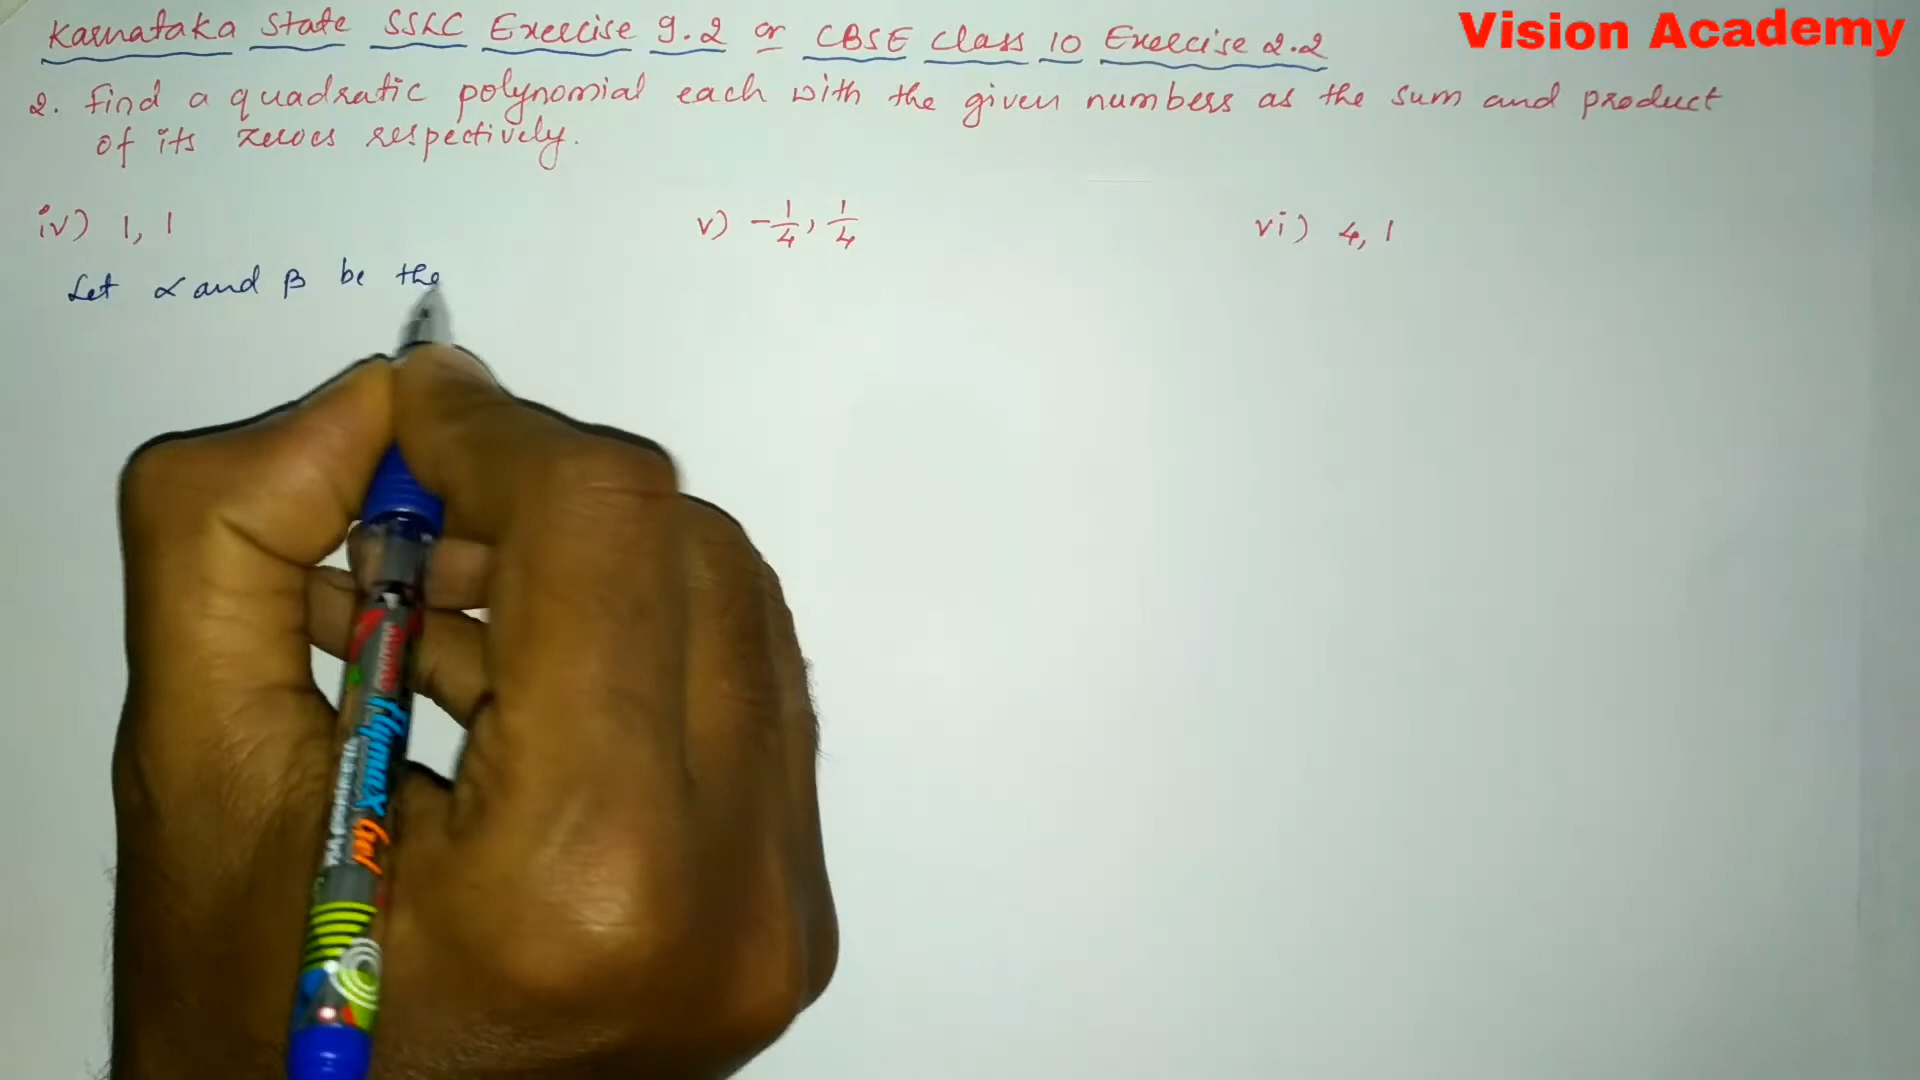 Vision Academy
Karnataka State SSLC Exercise 9.2 or CBSE Class 10 Exercise 2.2
2. Find a quadratic polynomial each with the given numbers as the sum and product
of its zeroes respectively.
iv) 1, 1
v) -1/4, 1/4
vi) 4, 1
Let α and β be the
Hymax Gel